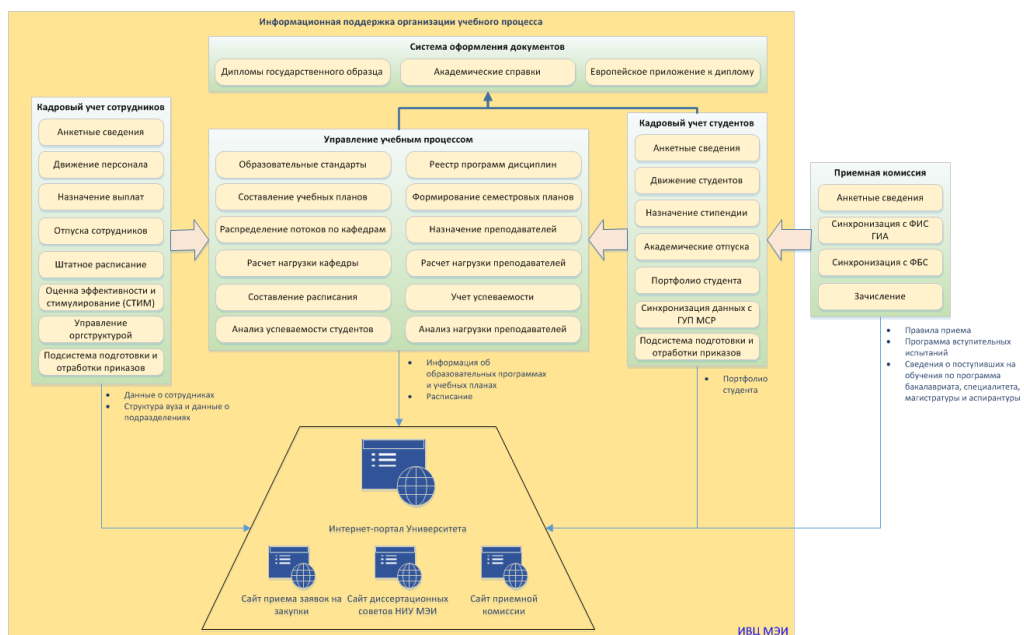 Информационная поддержка организации учебного процесса
Система оформления документов
Дипломы государственного образца
Академические справки
Европейское приложение к диплому
Кадровый учет сотрудников
Анкетные сведения
Движение персонала
Назначение выплат
Отпуска сотрудников
Штатное расписание
Оценка эффективности и
стимулирование (СТИМ)
Управление
оргструктурой
Подсистема подготовки и
отработки приказов
Управление учебным процессом
Образовательные стандарты
Реестр программ дисциплин
Составление учебных планов
Формирование семестровых планов
Распределение потоков по кафедрам
Назначение преподавателей
Расчет нагрузки кафедры
Расчет нагрузки преподавателей
Составление расписания
Учет успеваемости
Анализ успеваемости студентов
Анализ нагрузки преподавателей
Кадровый учет студентов
Анкетные сведения
Движение студентов
Назначение стипендии
Академические отпуска
Портфолио студента
Синхронизация данных с
ГУП МСР
Подсистема подготовки и
отработки приказов
Приемная комиссия
Анкетные сведения
Синхронизация с ФИС
ГИА
Синхронизация с ФБС
Зачисление
• Данные о сотрудниках
• Структура вуза и данные о
подразделениях
• Информация об
образовательных программах
и учебных планах
• Расписание
• Портфолио
студента
• Правила приема
• Программа вступительных
испытаний
• Сведения о поступивших на
обучения по программа
бакалавриата, специалитета,
магистратуры и аспирантуры
Интернет-портал Университета
Сайт приема заявок на
закупки
Сайт диссертационных
советов НИУ МЭИ
Сайт приемной
комиссии
ИВЦ МЭИ